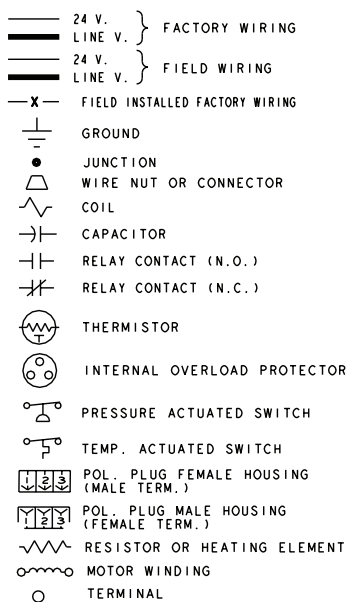 24 V.
LINE V.
FACTORY WIRING
24 V.
LINE V.
FIELD WIRING
X FIELD INSTALLED FACTORY WIRING
GROUND
JUNCTION
WIRE NUT OR CONNECTOR
COIL
CAPACITOR
RELAY CONTACT (N.O.)
RELAY CONTACT (N.C.)
T
THERMISTOR
INTERNAL OVERLOAD PROTECTOR
PRESSURE ACTUATED SWITCH
TEMP. ACTUATED SWITCH
1 2 3
POL. PLUG FEMALE HOUSING
(MALE TERM.)
1 2 3
POL. PLUG MALE HOUSING
(FEMALE TERM.)
RESISTOR OR HEATING ELEMENT
MOTOR WINDING
TERMINAL